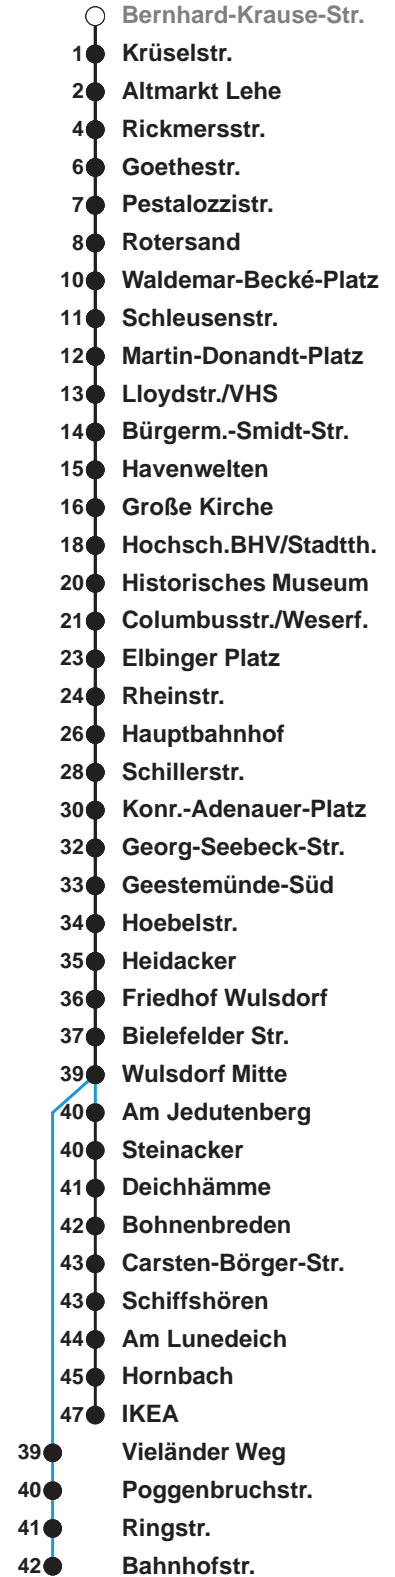 Bernhard-Krause-Str.
1 Krüselstr.
2 Altmarkt Lehe
4 Rickmersstr.
6 Goethestr.
7 Pestalozzistr.
8 Rotersand
10 Waldemar-Becké-Platz
11 Schleusenstr.
12 Martin-Donandt-Platz
13 Lloydstr./VHS
14 Bürgerm.-Smidt-Str.
15 Havenwelten
16 Große Kirche
18 Hochsch.BHV/Stadtth.
20 Historisches Museum
21 Columbusstr./Weserf.
23 Elbinger Platz
24 Rheinstr.
26 Hauptbahnhof
28 Schillerstr.
30 Konr.-Adenauer-Platz
32 Georg-Seebeck-Str.
33 Geestemünde-Süd
34 Hoebelstr.
35 Heidacker
36 Friedhof Wulsdorf
37 Bielefelder Str.
39 Wulsdorf Mitte
40 Am Jedutenberg
40 Steinacker
41 Deichhämme
42 Bohnenbreden
43 Carsten-Börger-Str.
43 Schiffshören
44 Am Lunedeich
45 Hornbach
47 IKEA
39 Vieländer Weg
40 Poggenbruchstr.
41 Ringstr.
42 Bahnhofstr.